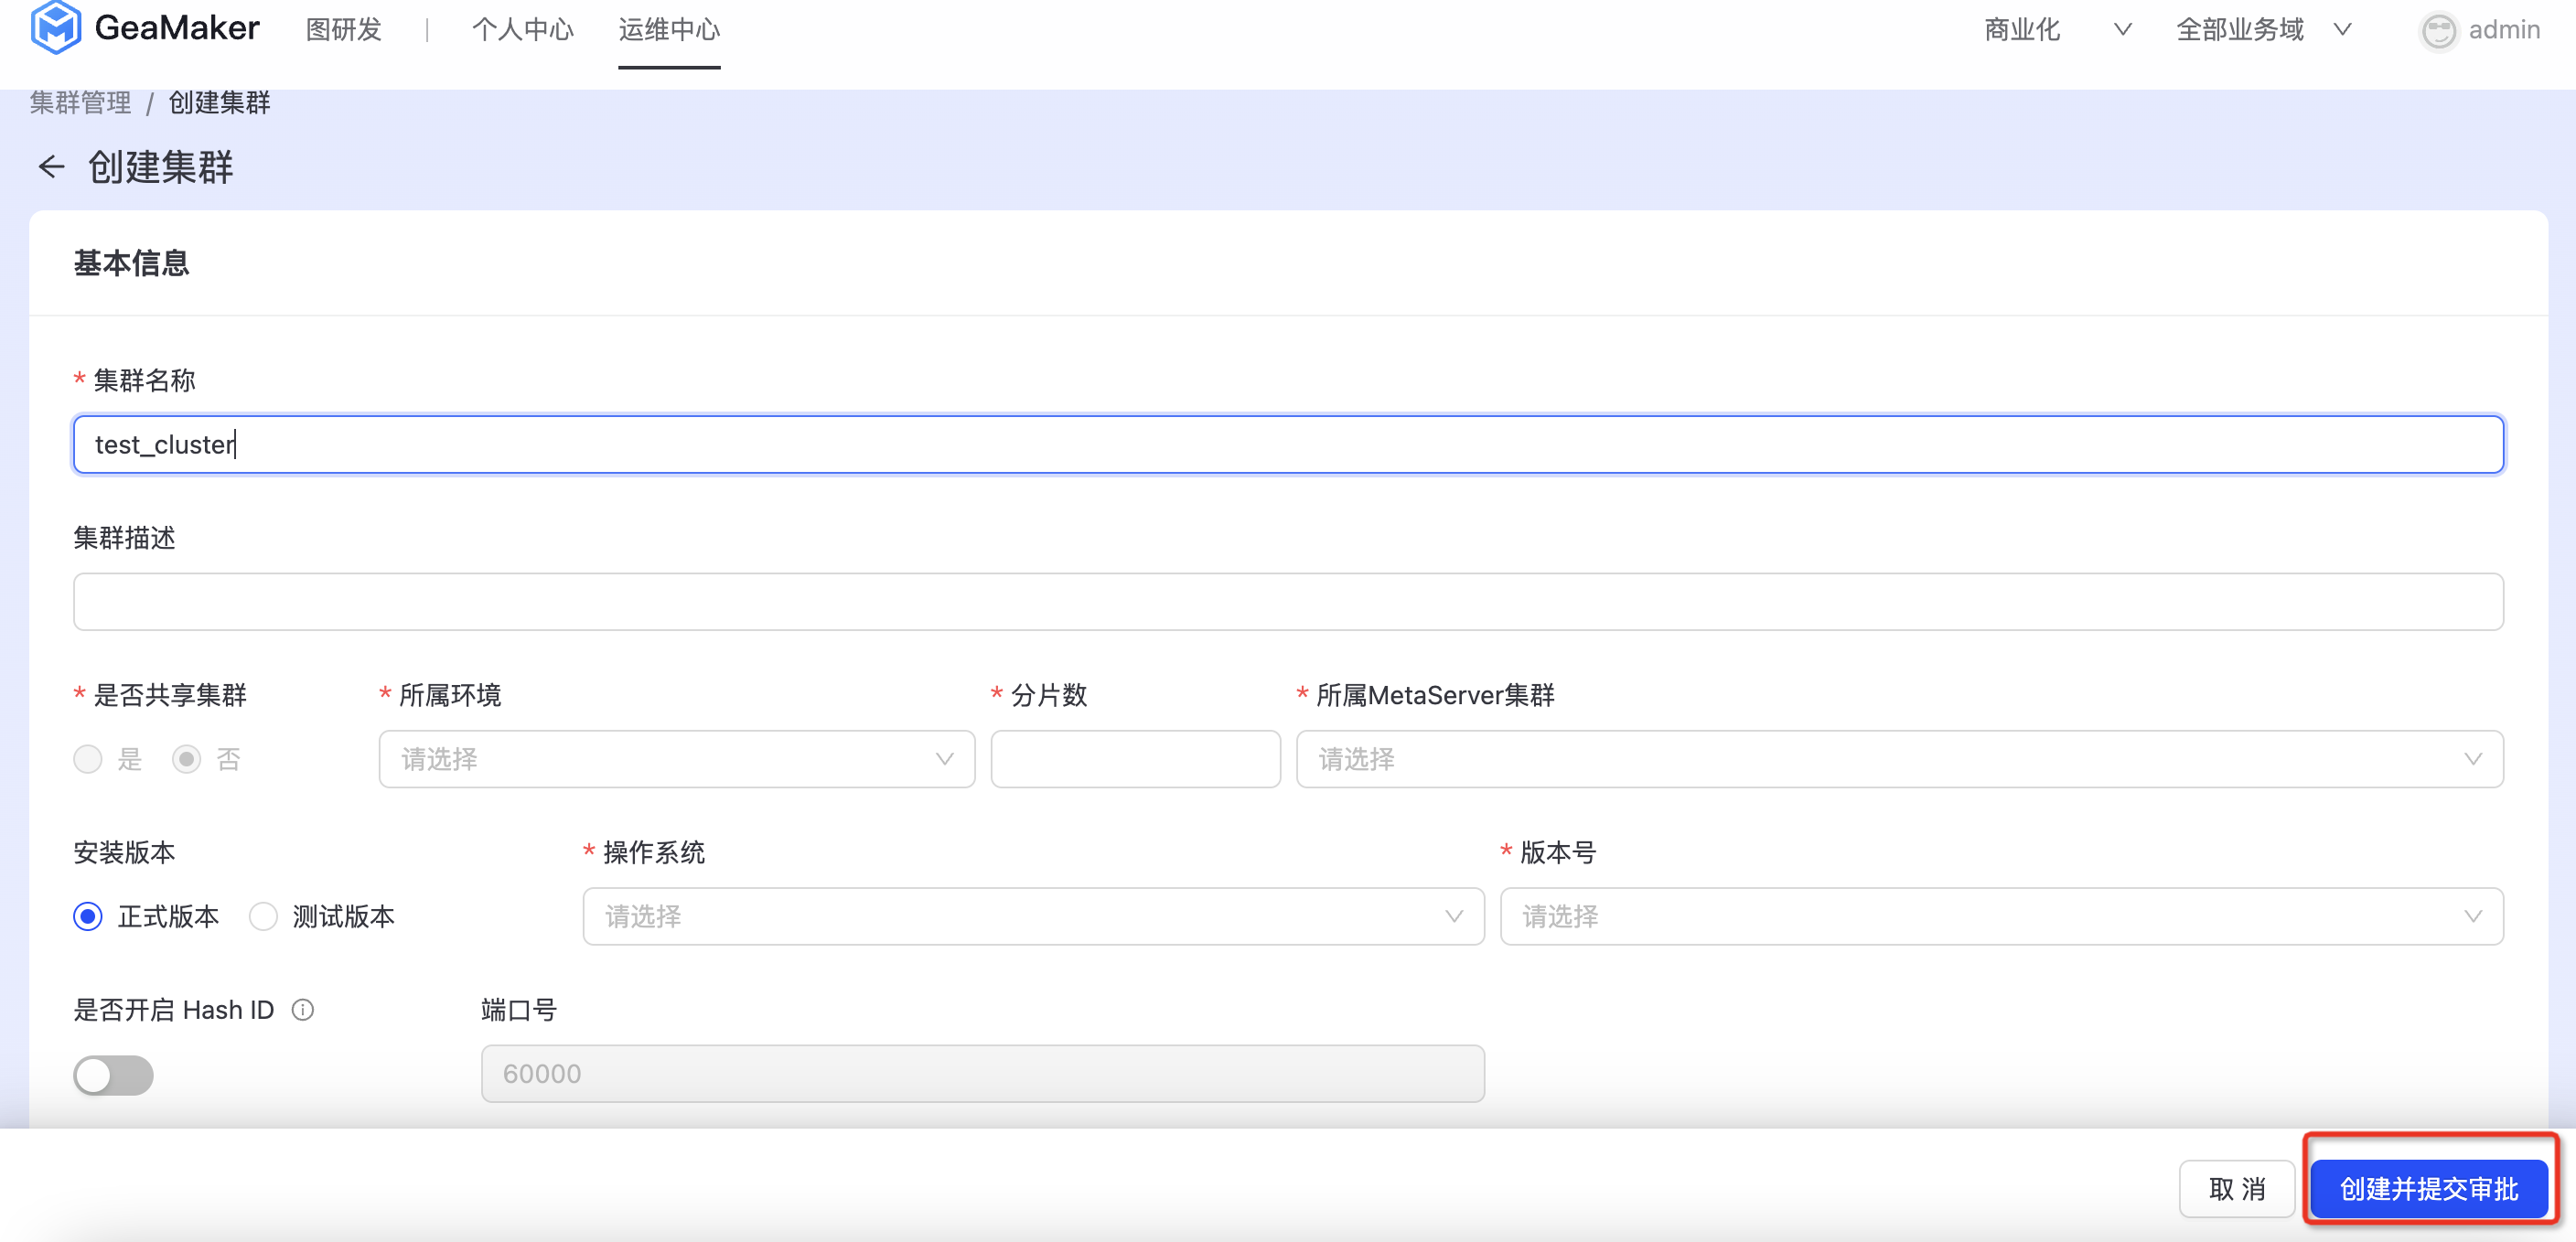 GeaMaker 图研发 | 个人中心 运维中心 商业化 全部业务域 admin
集群管理 / 创建集群
← 创建集群
基本信息
* 集群名称
test_cluster
集群描述
* 是否共享集群 * 所属环境 * 分片数 * 所属MetaServer集群
是 否 请选择 请选择
安装版本 * 操作系统 * 版本号
正式版本 测试版本 请选择 请选择
是否开启 Hash ID 端口号
60000
取 消 创建并提交审批